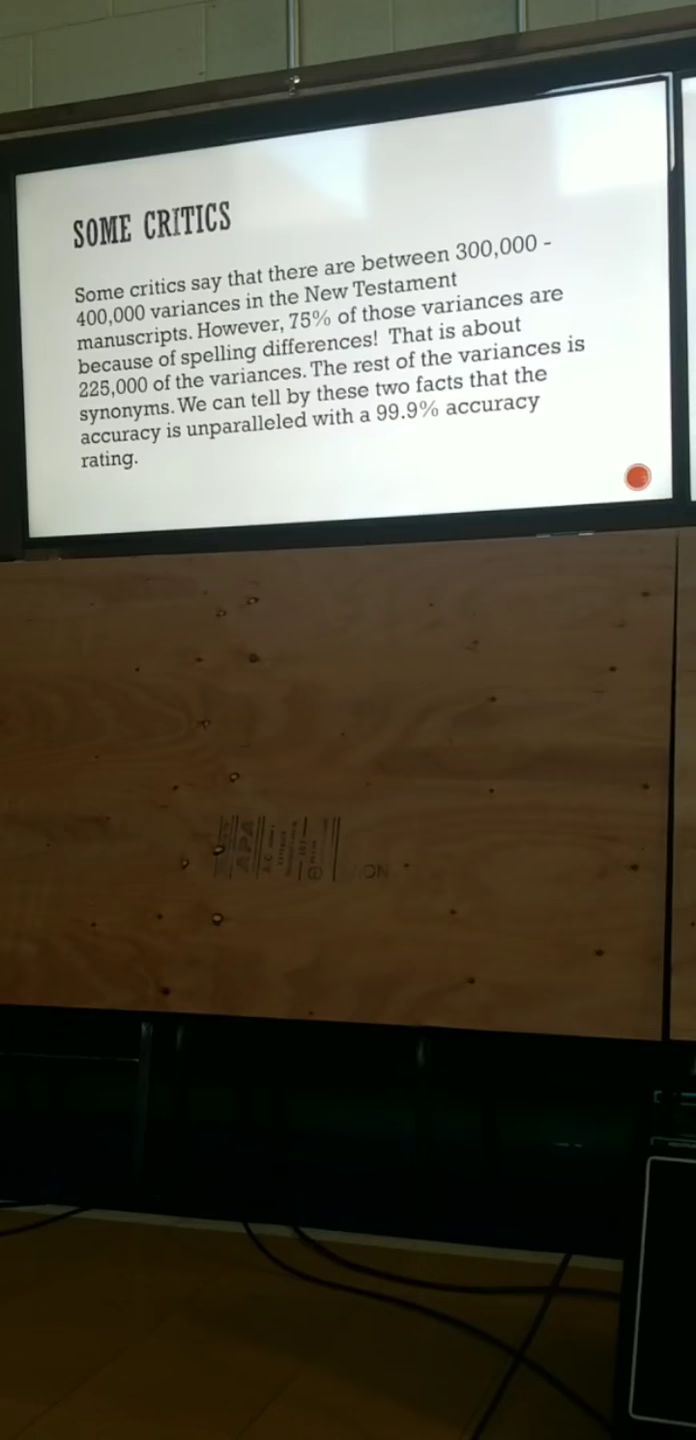 SOME CRITICS
Some critics say that there are between 300,000 -
400,000 variances in the New Testament
manuscripts. However, 75% of those variances are
because of spelling differences! That is about
225,000 of the variances. The rest of the variances is
synonyms. We can tell by these two facts that the
accuracy is unparalleled with a 99.9% accuracy
rating.
APA